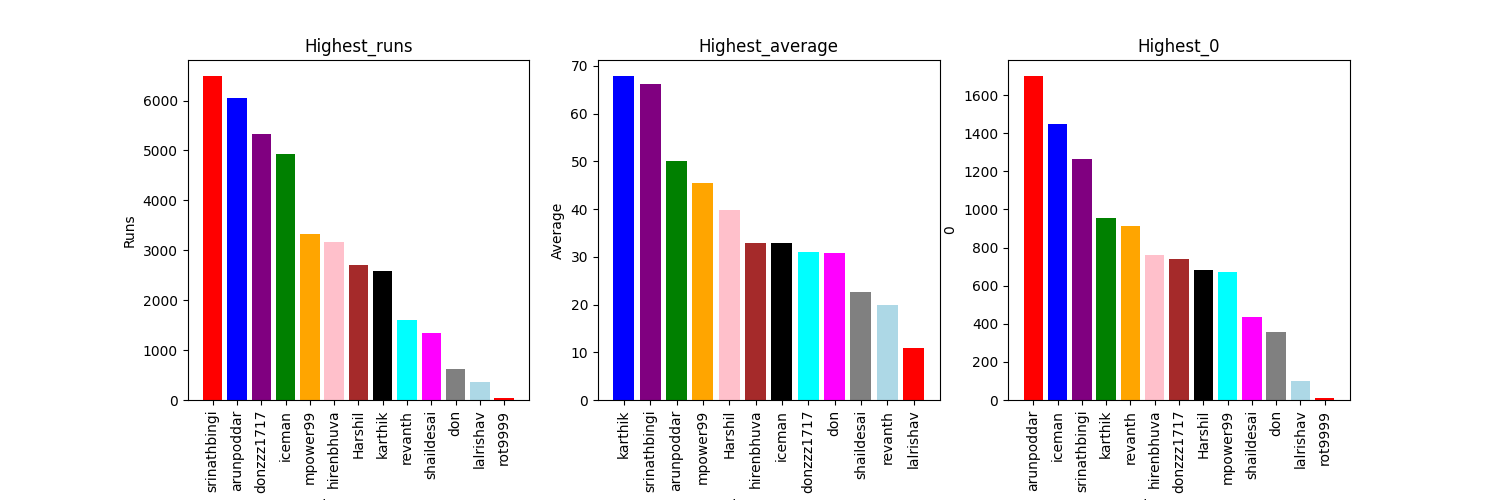 Highest_runs
Runs
6000
5000
4000
3000
2000
1000
0
srinathbingi
arunpoddar
donzzz1717
iceman
mpower99
hirenbhuva
Harshil
karthik
revanth
shaildesai
don
lalrishav
rot9999
Highest_average
Average
70
60
50
40
30
20
10
0
karthik
srinathbingi
arunpoddar
mpower99
Harshil
hirenbhuva
iceman
donzzz1717
don
shaildesai
revanth
lalrishav
Highest_0
0
1600
1400
1200
1000
800
600
400
200
0
arunpoddar
iceman
srinathbingi
karthik
revanth
hirenbhuva
donzzz1717
Harshil
mpower99
shaildesai
don
lalrishav
rot9999